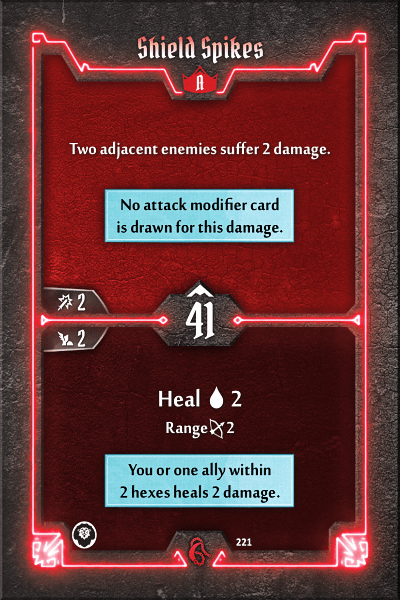 Shield Spikes
A
Two adjacent enemies suffer 2 damage.
No attack modifier card
is drawn for this damage.
2
41
2
Heal 2
Range 2
You or one ally within
2 hexes heals 2 damage.
221